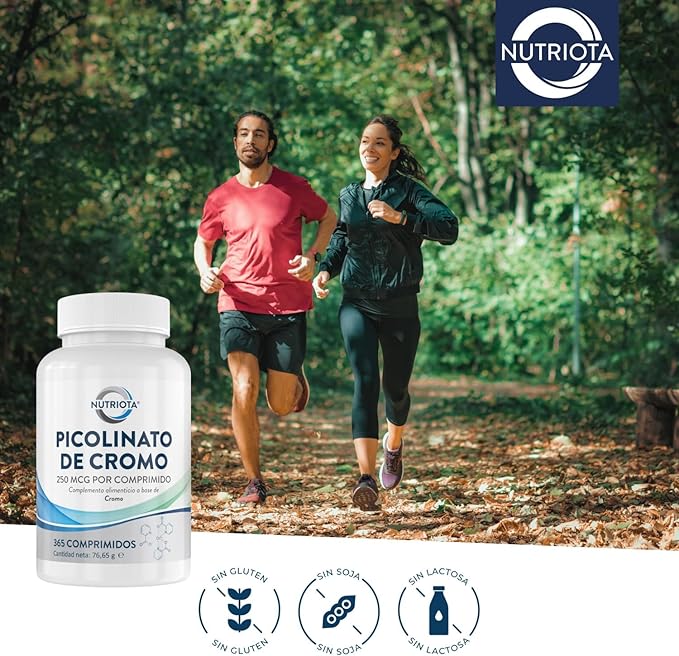 NUTRIOTA
NUTRIOTA®
PICOLINATO
DE CROMO
250 MCG POR COMPRIMIDO
Complemento alimenticio a base de
Cromo
365 COMPRIMIDOS
Cantidad neta: 76,65 g ℮
SIN GLUTEN
SIN GLUTEN
SIN SOJA
SIN SOJA
SIN LACTOSA
SIN LACTOSA